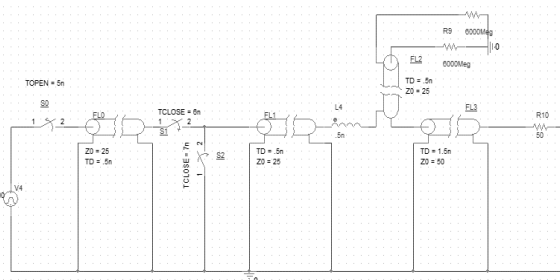 R9
6000Meg
0
6000Meg
FL2
TD = .5n
Z0 = 25
TOPEN = 5n
S0
1 2
FL0
Z0 = 25
TD = .5n
TCLOSE = 6n
1 2
S1
TCLOSE = 7n
2
1
S2
FL1
TD = .5n
Z0 = 25
L4
.5n
FL3
TD = 1.5n
Z0 = 50
R10
50
V4
0